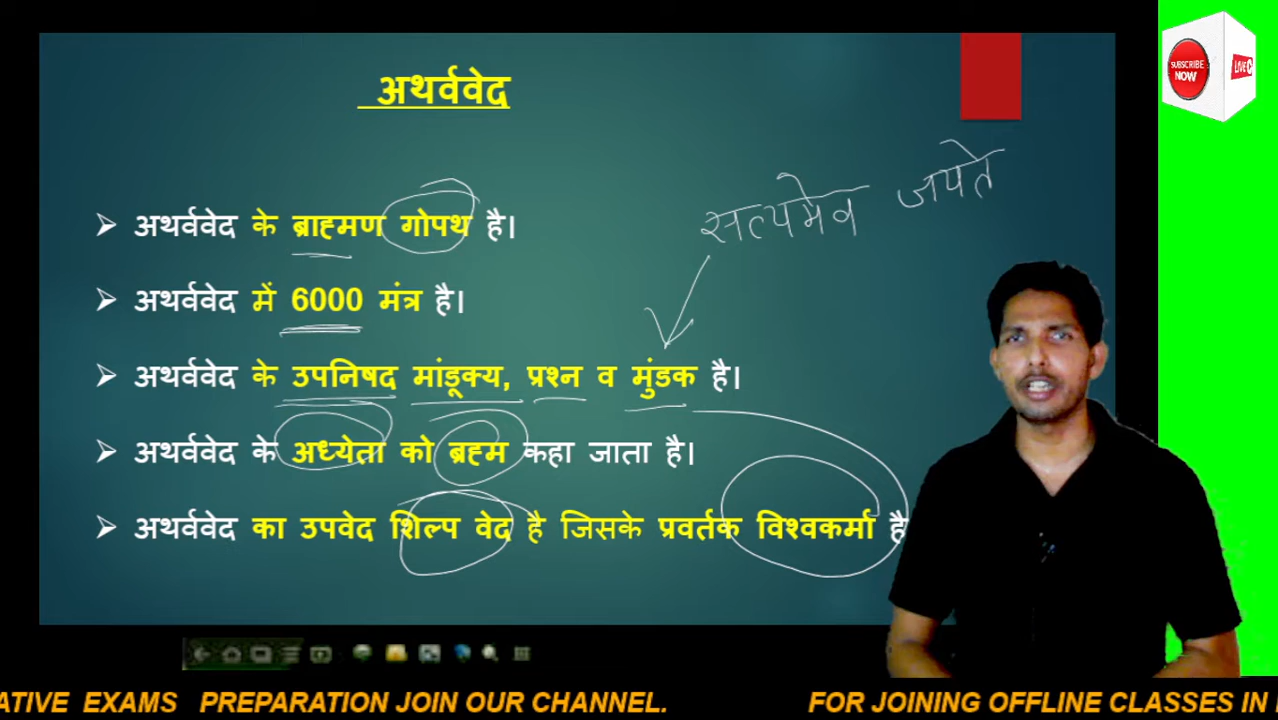 अथर्ववेद
SUBSCRIBE NOW
LIVE
सत्यमेव जयते
अथर्ववेद के ब्राह्मण गोपथ है।
अथर्ववेद में 6000 मंत्र है।
अथर्ववेद के उपनिषद मांडूक्य, प्रश्न व मुंडक है।
अथर्ववेद के अध्येता को ब्रह्म कहा जाता है।
अथर्ववेद का उपवेद शिल्प वेद है जिसके प्रवर्तक विश्वकर्मा है
ATIVE EXAMS PREPARATION JOIN OUR CHANNEL. FOR JOINING OFFLINE CLASSES IN